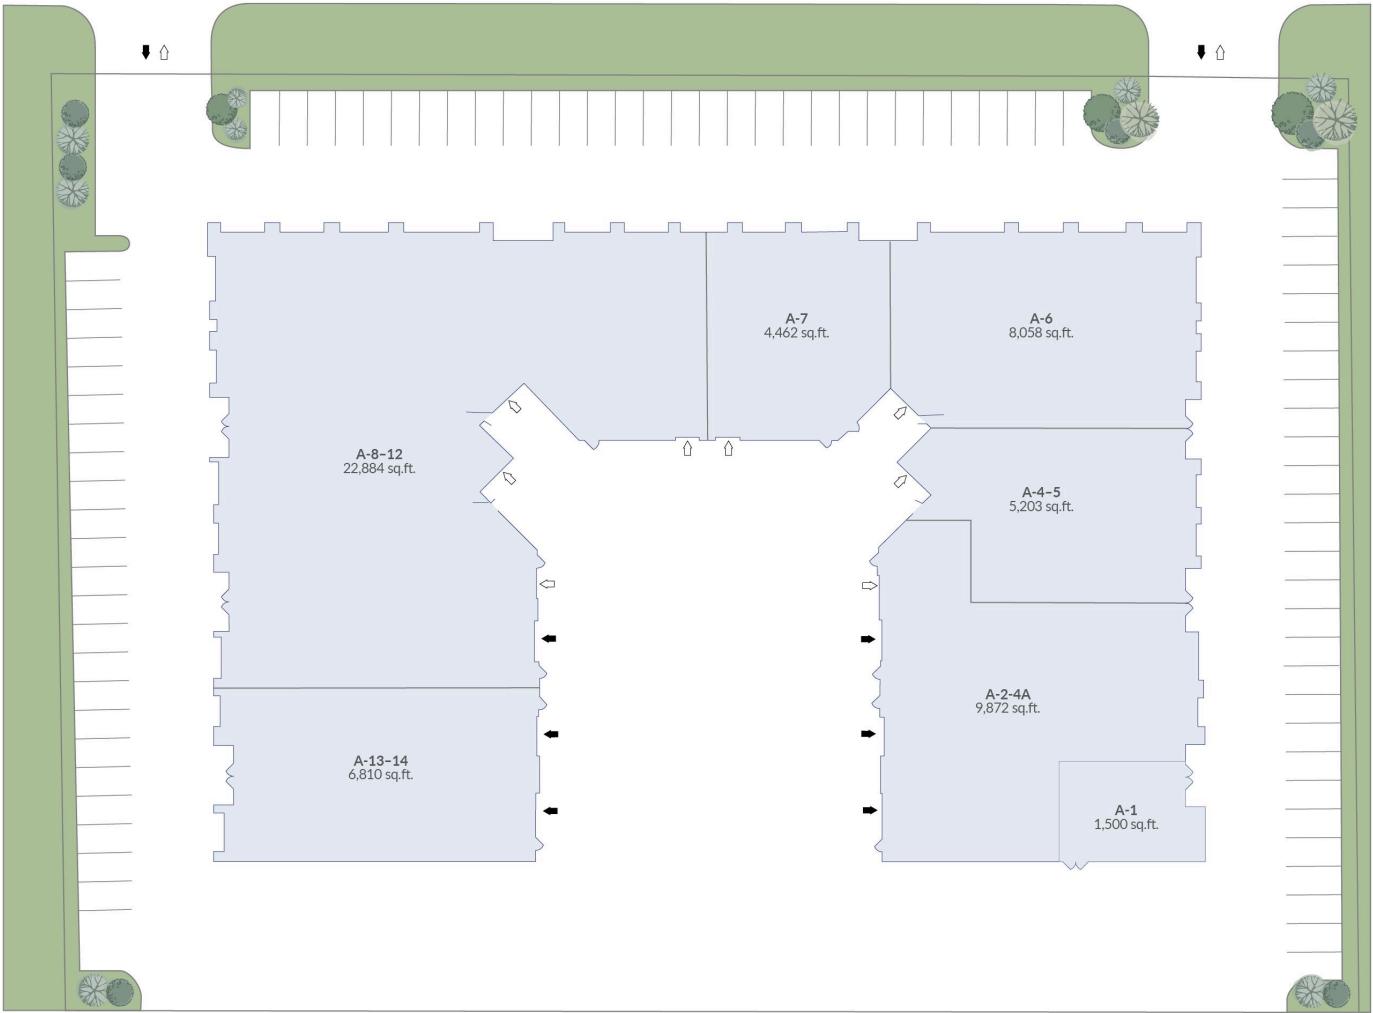 A-7
4,462 sq.ft.
A-6
8,058 sq.ft.
A-8–12
22,884 sq.ft.
A-4–5
5,203 sq.ft.
A-2-4A
9,872 sq.ft.
A-13–14
6,810 sq.ft.
A-1
1,500 sq.ft.